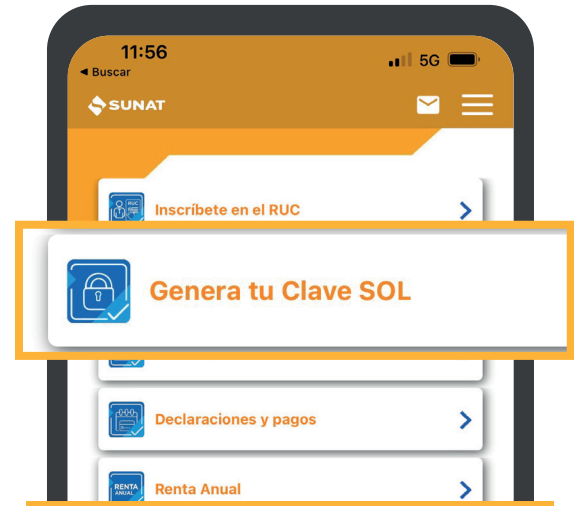 11:56
5G
Buscar
SUNAT
RUC
Inscríbete en el RUC
Genera tu Clave SOL
Declaraciones y pagos
RENTA
ANUAL
Renta Anual